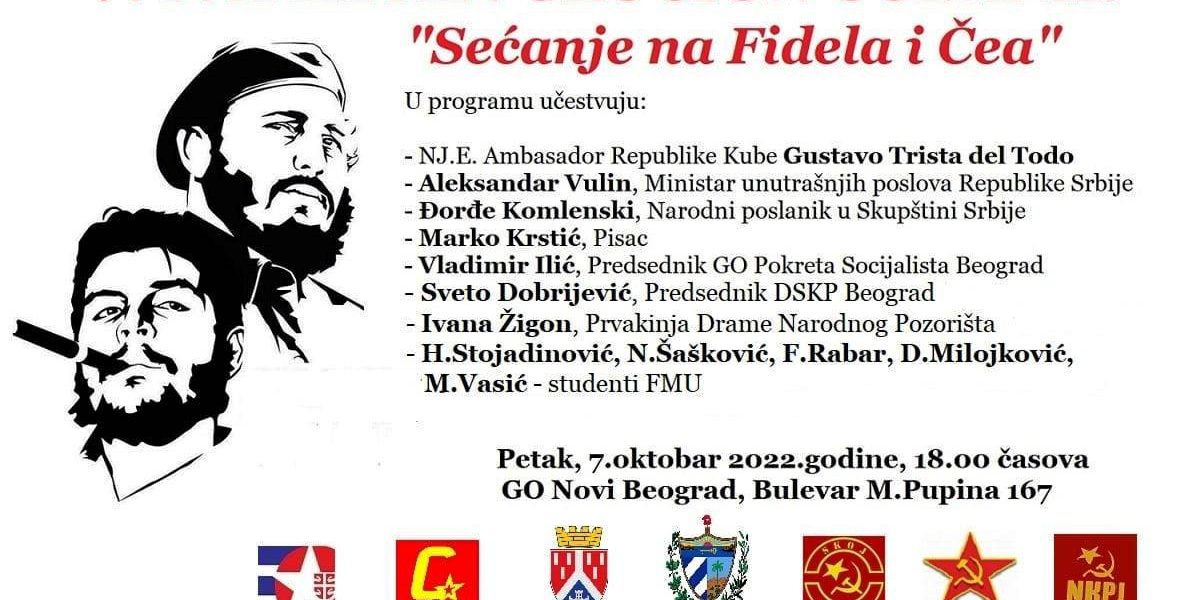 "Sećanje na Fidela i Čea"
U programu učestvuju:
- NJ.E. Ambasador Republike Kube Gustavo Trista del Todo
- Aleksandar Vulin, Ministar unutrašnjih poslova Republike Srbije
- Đorđe Komlenski, Narodni poslanik u Skupštini Srbije
- Marko Krstić, Pisac
- Vladimir Ilić, Predsednik GO Pokreta Socijalista Beograd
- Sveto Dobrijević, Predsednik DSKP Beograd
- Ivana Žigon, Prvakinja Drame Narodnog Pozorišta
- H.Stojadinović, N.Šašković, F.Rabar, D.Milojković,
M.Vasić - studenti FMU
Petak, 7.oktobar 2022.godine, 18.00 časova
GO Novi Beograd, Bulevar M.Pupina 167
SKOJ
NKPJ